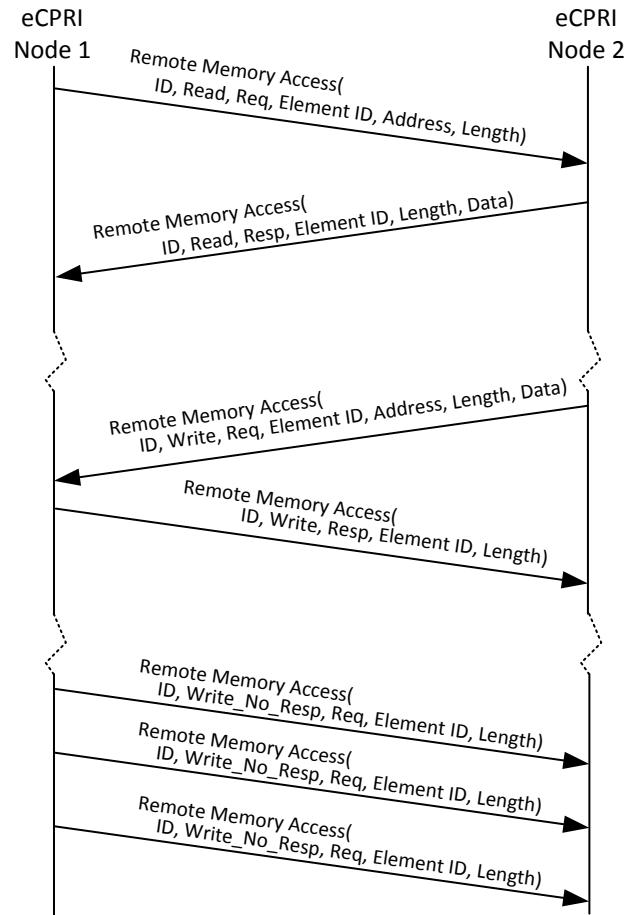 eCPRI
Node 1
eCPRI
Node 2
Remote Memory Access(
ID, Read, Req, Element ID, Address, Length)
Remote Memory Access(
ID, Read, Resp, Element ID, Length, Data)
Remote Memory Access(
ID, Write, Req, Element ID, Address, Length, Data)
Remote Memory Access(
ID, Write, Resp, Element ID, Length)
Remote Memory Access(
ID, Write_No_Resp, Req, Element ID, Length)
Remote Memory Access(
ID, Write_No_Resp, Req, Element ID, Length)
Remote Memory Access(
ID, Write_No_Resp, Req, Element ID, Length)